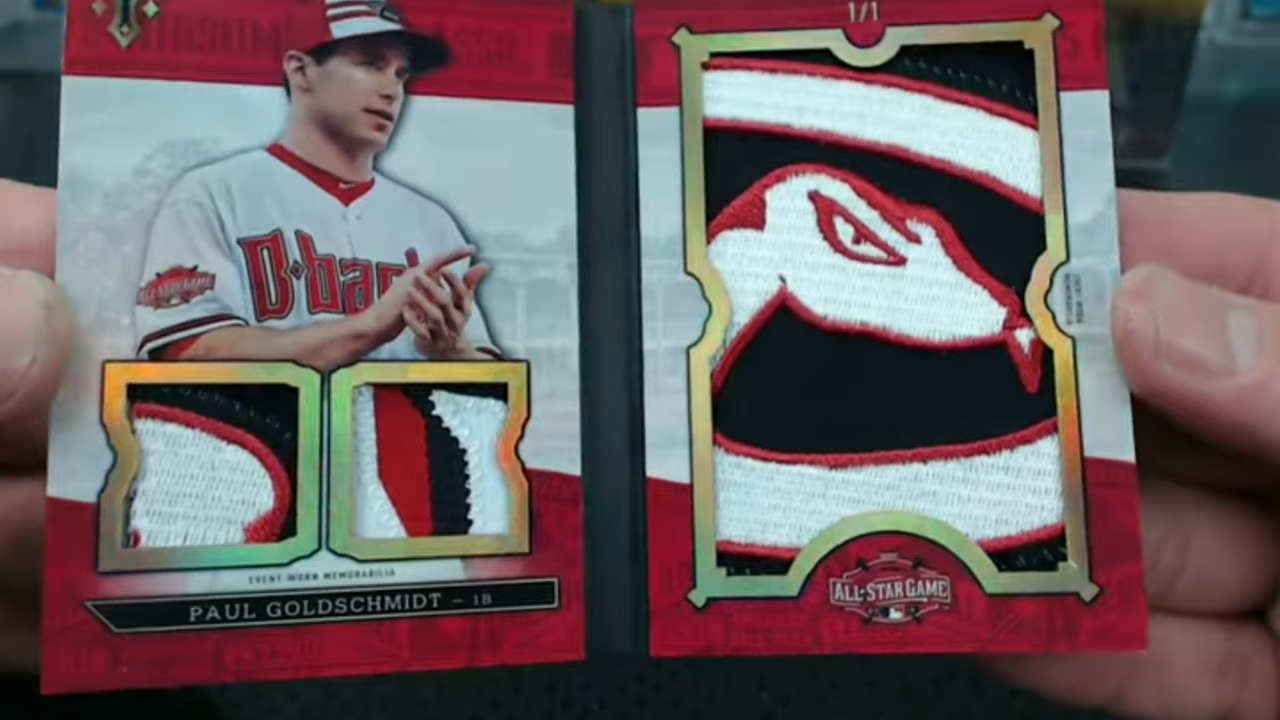 D·bac
ALL-STAR GAME
EVENT WORN MEMORABILIA
PAUL GOLDSCHMIDT – 1B
1/1
ALL-STAR GAME